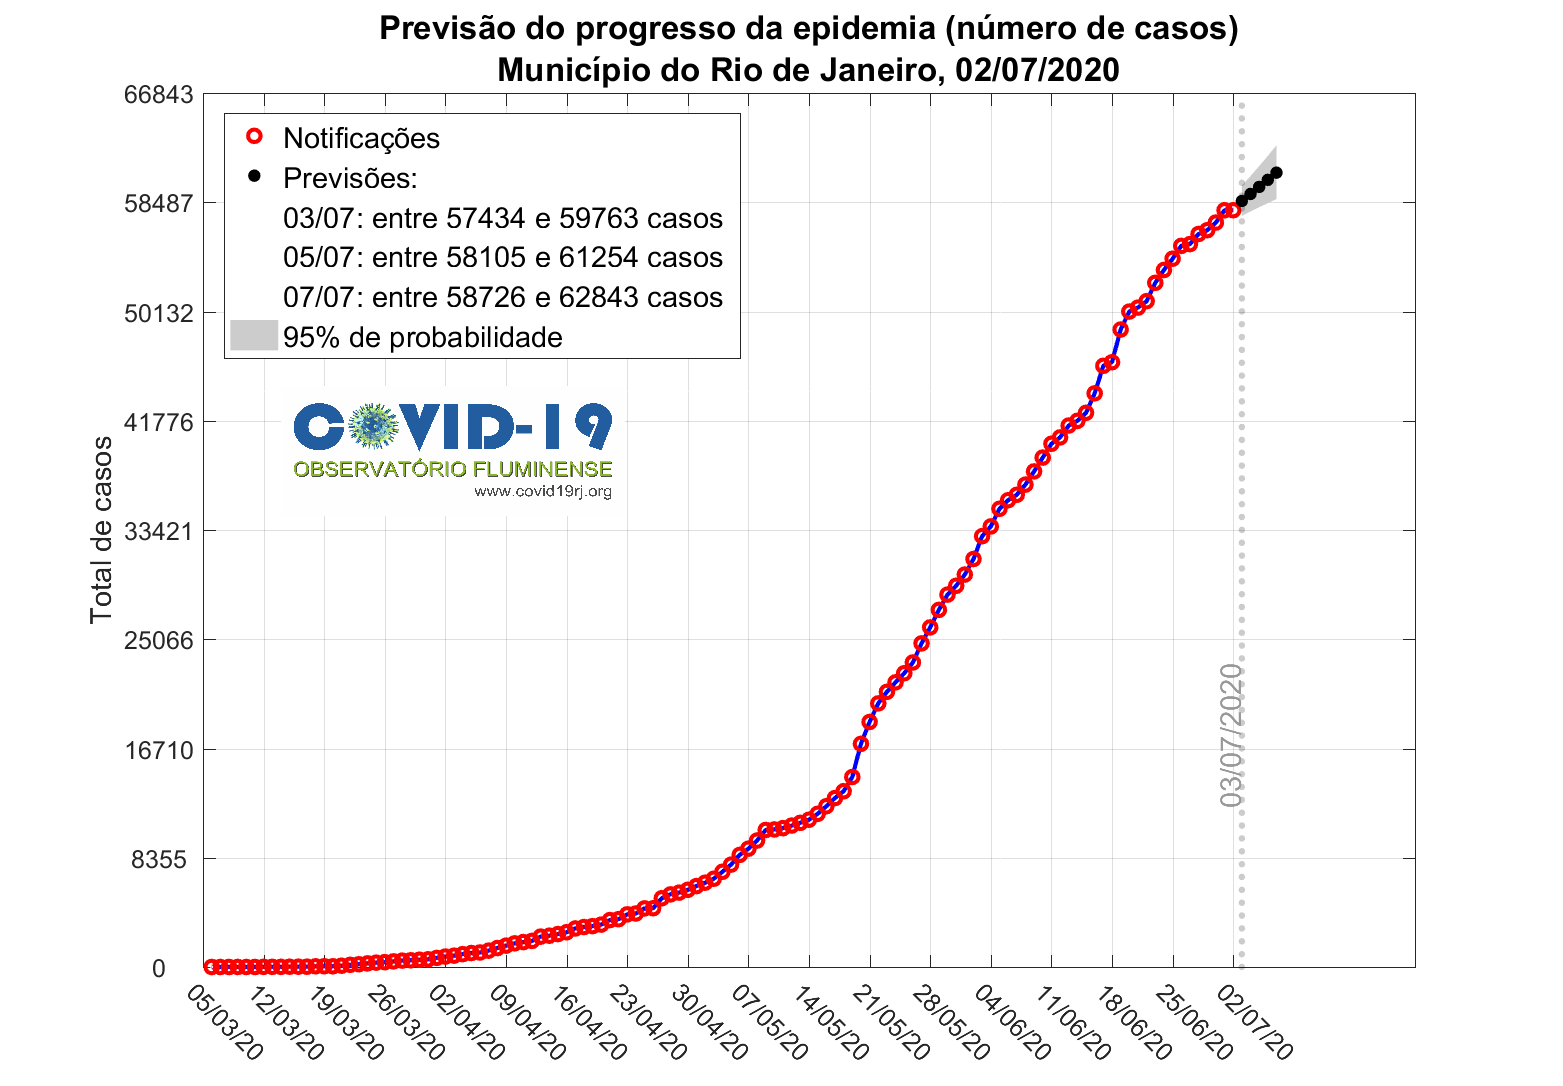 Previsão do progresso da epidemia (número de casos)
Município do Rio de Janeiro, 02/07/2020
66843
58487
50132
41776
33421
25066
16710
8355
0
Total de casos
Notificações
Previsões:
03/07: entre 57434 e 59763 casos
05/07: entre 58105 e 61254 casos
07/07: entre 58726 e 62843 casos
95% de probabilidade
COVID-19
OBSERVATÓRIO FLUMINENSE
www.covid19rj.org
03/07/2020
05/03/20
12/03/20
19/03/20
26/03/20
02/04/20
09/04/20
16/04/20
23/04/20
30/04/20
07/05/20
14/05/20
21/05/20
28/05/20
04/06/20
11/06/20
18/06/20
25/06/20
02/07/20